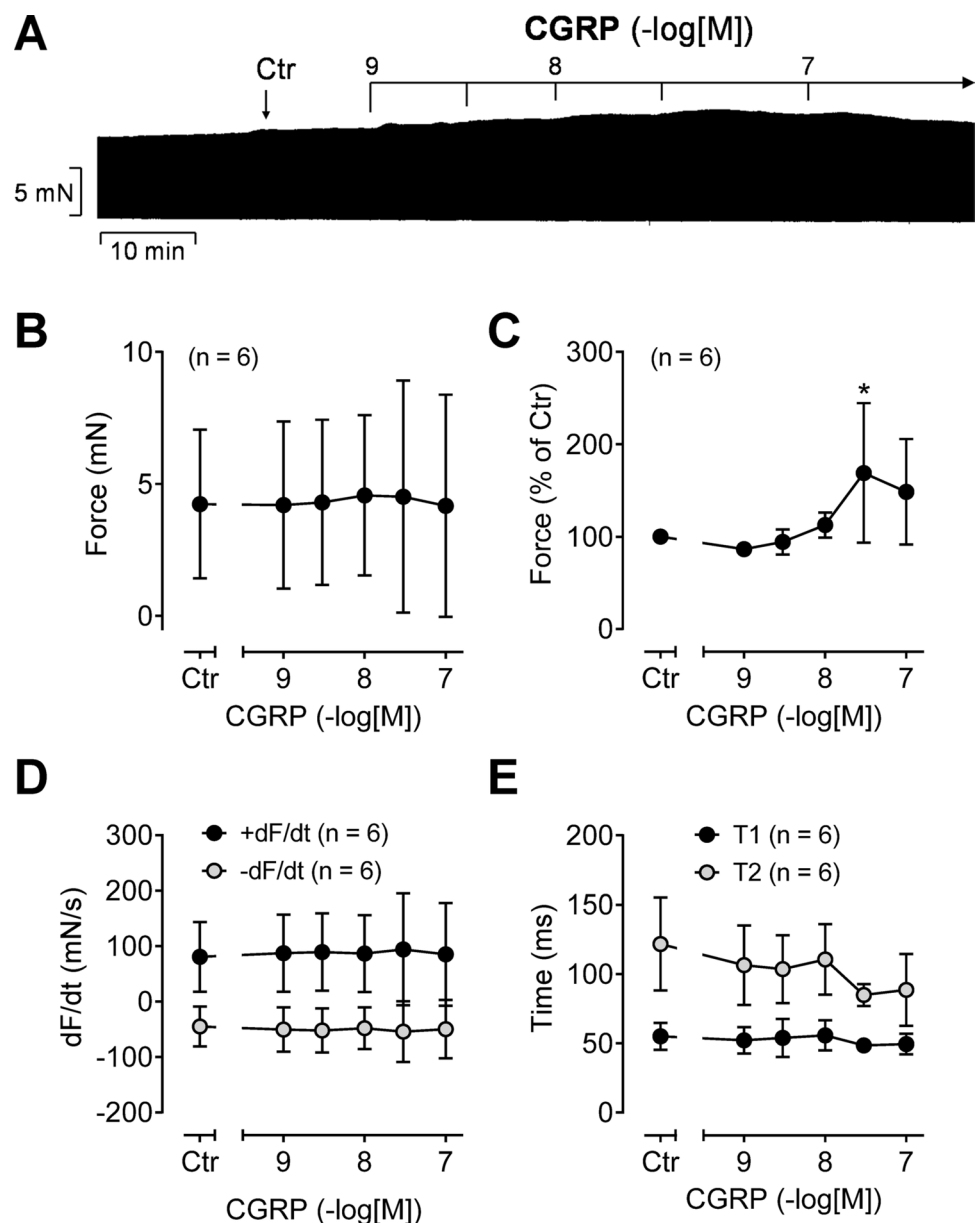 A
CGRP (-log[M])
Ctr
9
8
7
5 mN
10 min
B
(n = 6)
10
5
0
Force (mN)
Ctr
9
8
7
CGRP (-log[M])
C
(n = 6)
*
300
200
100
0
Force (% of Ctr)
Ctr
9
8
7
CGRP (-log[M])
D
+dF/dt (n = 6)
-dF/dt (n = 6)
300
200
100
0
-100
-200
dF/dt (mN/s)
Ctr
9
8
7
CGRP (-log[M])
E
T1 (n = 6)
T2 (n = 6)
200
150
100
50
0
Time (ms)
Ctr
9
8
7
CGRP (-log[M])